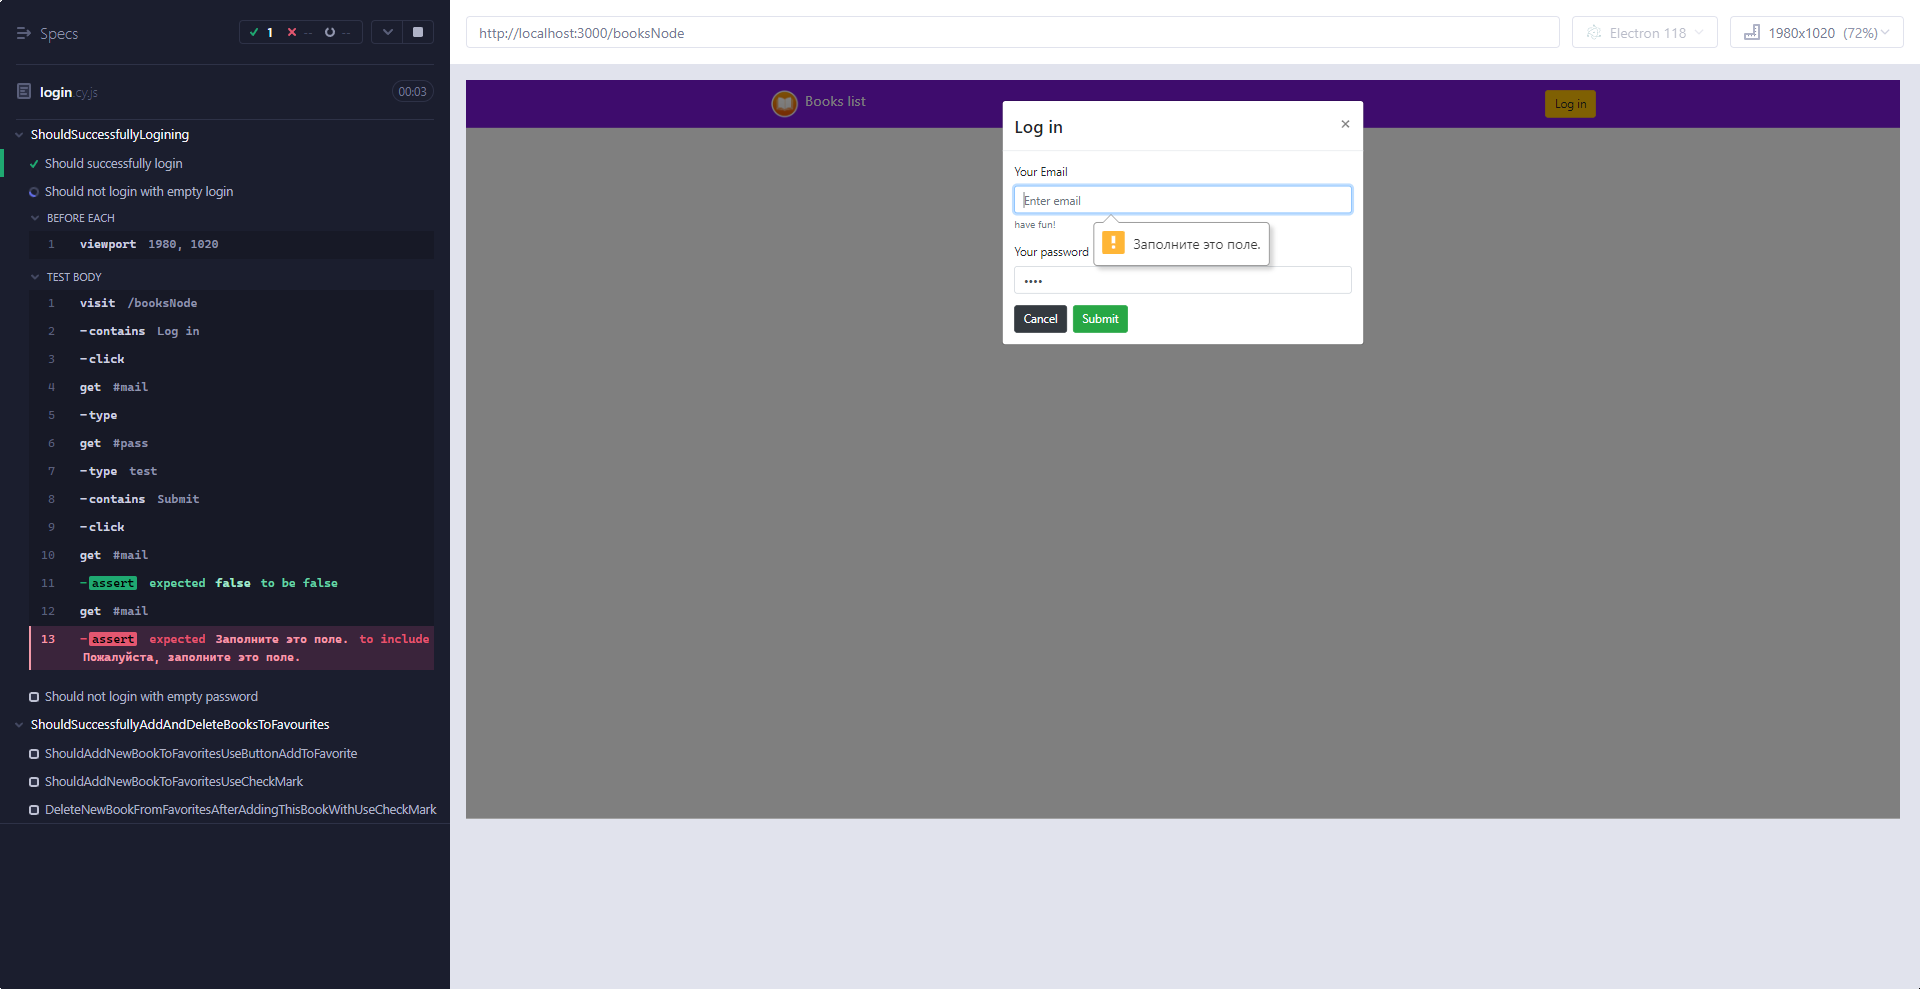 Specs
1 -- --
login.cy.js
00:03
ShouldSuccessfullyLogining
Should successfully login
Should not login with empty login
BEFORE EACH
1 viewport 1980, 1020
TEST BODY
1 visit /booksNode
2 -contains Log in
3 -click
4 get #mail
5 -type
6 get #pass
7 -type test
8 -contains Submit
9 -click
10 get #mail
11 -assert expected false to be false
12 get #mail
13 -assert expected Заполните это поле. to include
Пожалуйста, заполните это поле.
Should not login with empty password
ShouldSuccessfullyAddAndDeleteBooksToFavourites
ShouldAddNewBookToFavoritesUseButtonAddToFavorite
ShouldAddNewBookToFavoritesUseCheckMark
DeleteNewBookFromFavoritesAfterAddingThisBookWithUseCheckMark
http://localhost:3000/booksNode
Electron 118
1980x1020 (72%)
Books list
Log in
Log in
×
Your Email
Enter email
have fun!
Заполните это поле.
Your password
••••
Cancel
Submit